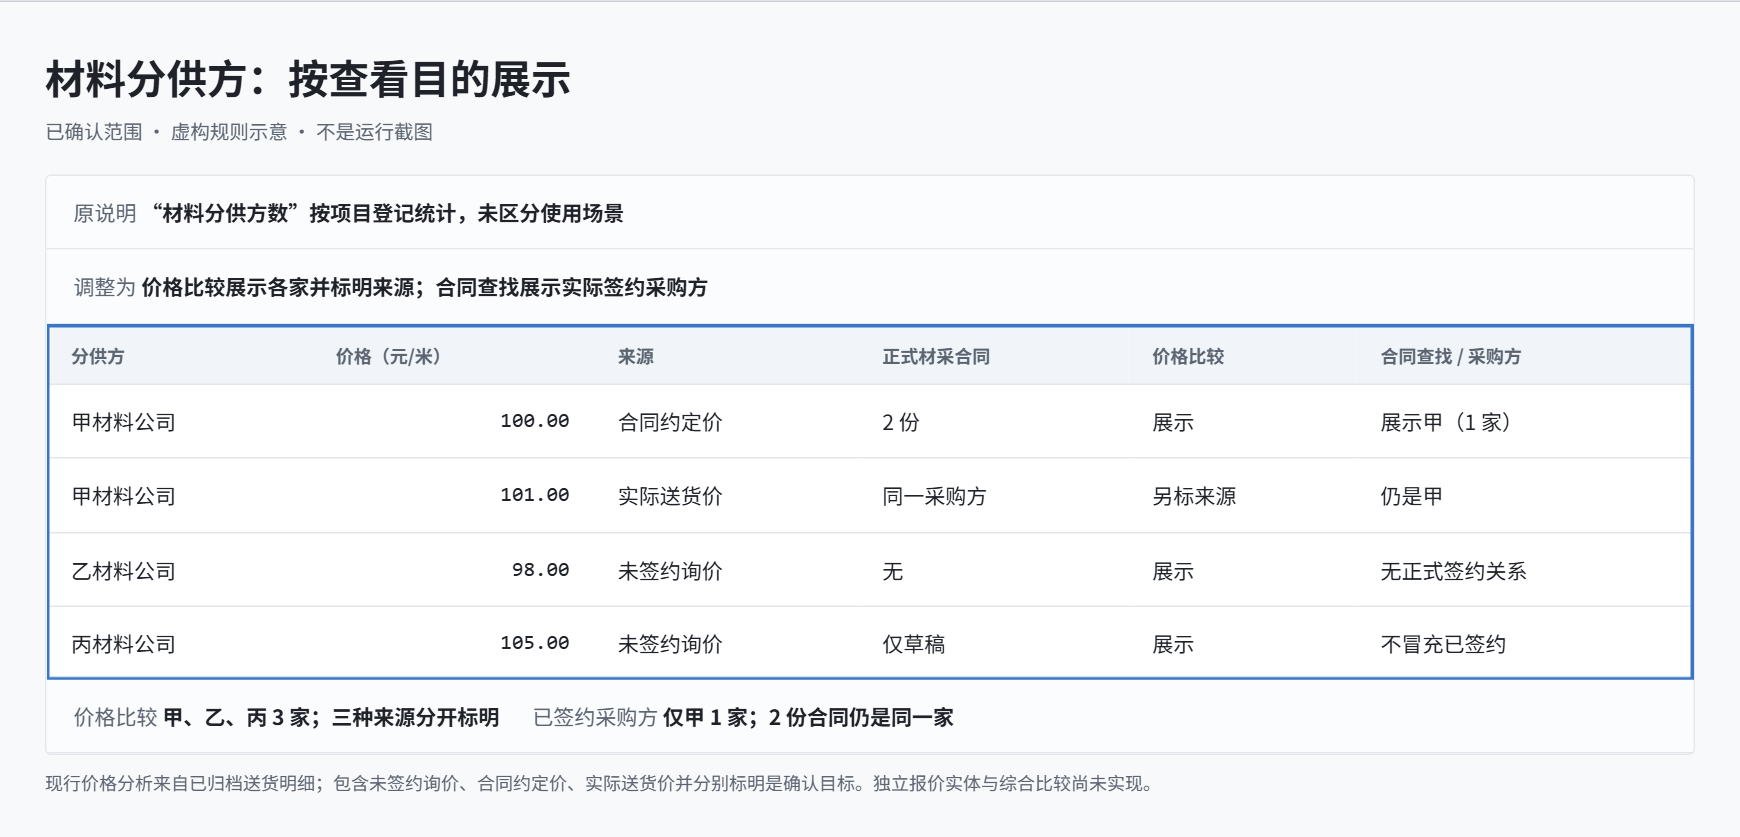 材料分供方：按查看目的展示
已确认范围 · 虚构规则示意 · 不是运行截图
原说明 “材料分供方数”按项目登记统计，未区分使用场景
调整为 价格比较展示各家并标明来源；合同查找展示实际签约采购方
分供方 价格（元/米） 来源 正式材采合同 价格比较 合同查找 / 采购方
甲材料公司 100.00 合同约定价 2 份 展示 展示甲（1 家）
甲材料公司 101.00 实际送货价 同一采购方 另标来源 仍是甲
乙材料公司 98.00 未签约询价 无 展示 无正式签约关系
丙材料公司 105.00 未签约询价 仅草稿 展示 不冒充已签约
价格比较 甲、乙、丙 3 家；三种来源分开标明 已签约采购方 仅甲 1 家；2 份合同仍是同一家
现行价格分析来自已归档送货明细；包含未签约询价、合同约定价、实际送货价并分别标明是确认目标。独立报价实体与综合比较尚未实现。